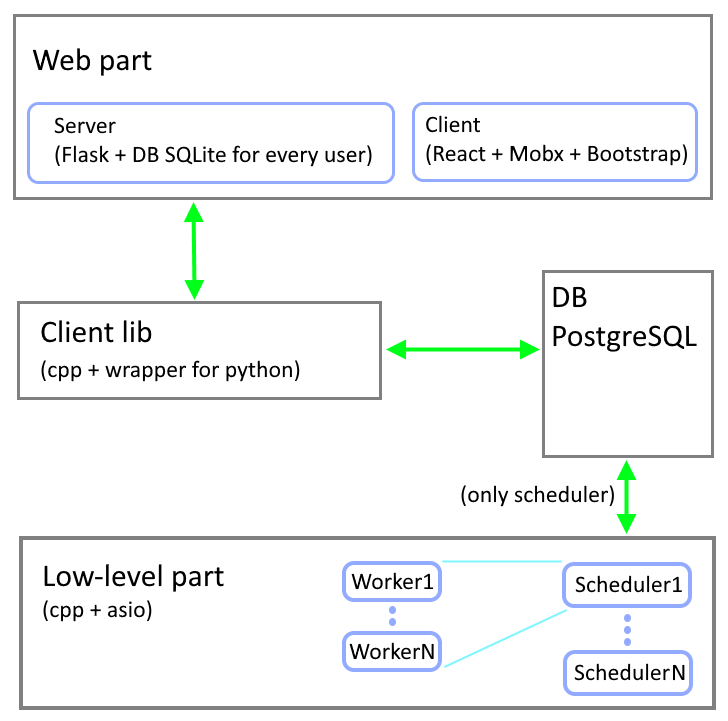 Web part
Server
(Flask + DB SQLite for every user)
Client
(React + Mobx + Bootstrap)
Client lib
(cpp + wrapper for python)
DB
PostgreSQL
(only scheduler)
Low-level part
(cpp + asio)
Worker1
WorkerN
Scheduler1
SchedulerN